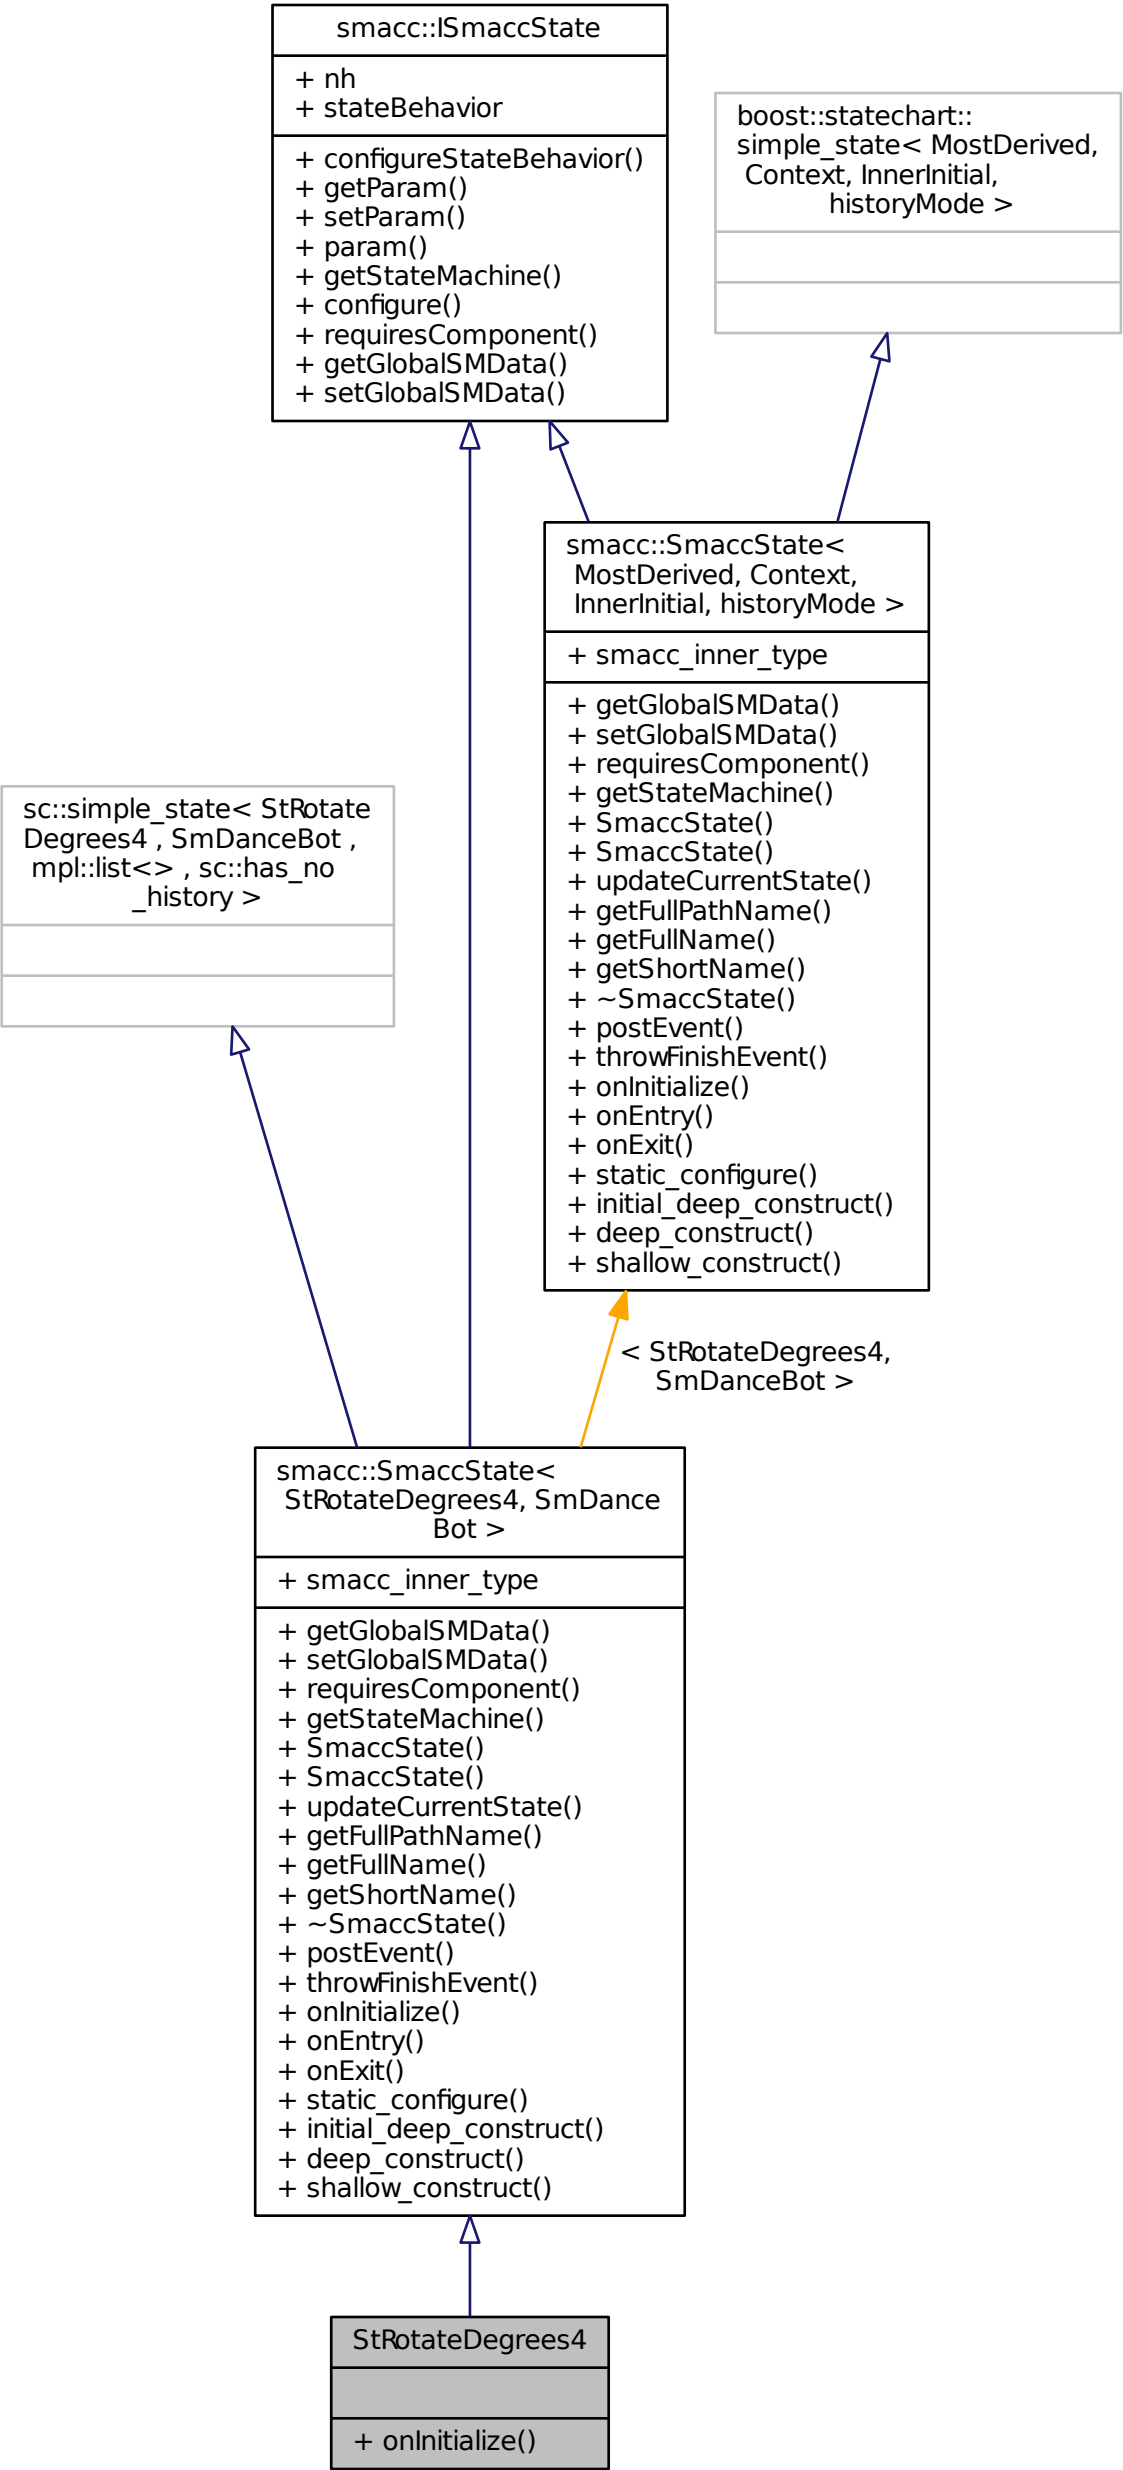 smacc::ISmaccState
+ nh
+ stateBehavior
+ configureStateBehavior()
+ getParam()
+ setParam()
+ param()
+ getStateMachine()
+ configure()
+ requiresComponent()
+ getGlobalSMData()
+ setGlobalSMData()
boost::statechart::
simple_state< MostDerived,
Context, InnerInitial,
historyMode >
smacc::SmaccState<
MostDerived, Context,
InnerInitial, historyMode >
+ smacc_inner_type
+ getGlobalSMData()
+ setGlobalSMData()
+ requiresComponent()
+ getStateMachine()
+ SmaccState()
+ SmaccState()
+ updateCurrentState()
+ getFullPathName()
+ getFullName()
+ getShortName()
+ ~SmaccState()
+ postEvent()
+ throwFinishEvent()
+ onInitialize()
+ onEntry()
+ onExit()
+ static_configure()
+ initial_deep_construct()
+ deep_construct()
+ shallow_construct()
sc::simple_state< StRotate
Degrees4 , SmDanceBot ,
mpl::list<> , sc::has_no
_history >
< StRotateDegrees4,
SmDanceBot >
smacc::SmaccState<
StRotateDegrees4, SmDance
Bot >
+ smacc_inner_type
+ getGlobalSMData()
+ setGlobalSMData()
+ requiresComponent()
+ getStateMachine()
+ SmaccState()
+ SmaccState()
+ updateCurrentState()
+ getFullPathName()
+ getFullName()
+ getShortName()
+ ~SmaccState()
+ postEvent()
+ throwFinishEvent()
+ onInitialize()
+ onEntry()
+ onExit()
+ static_configure()
+ initial_deep_construct()
+ deep_construct()
+ shallow_construct()
StRotateDegrees4
+ onInitialize()